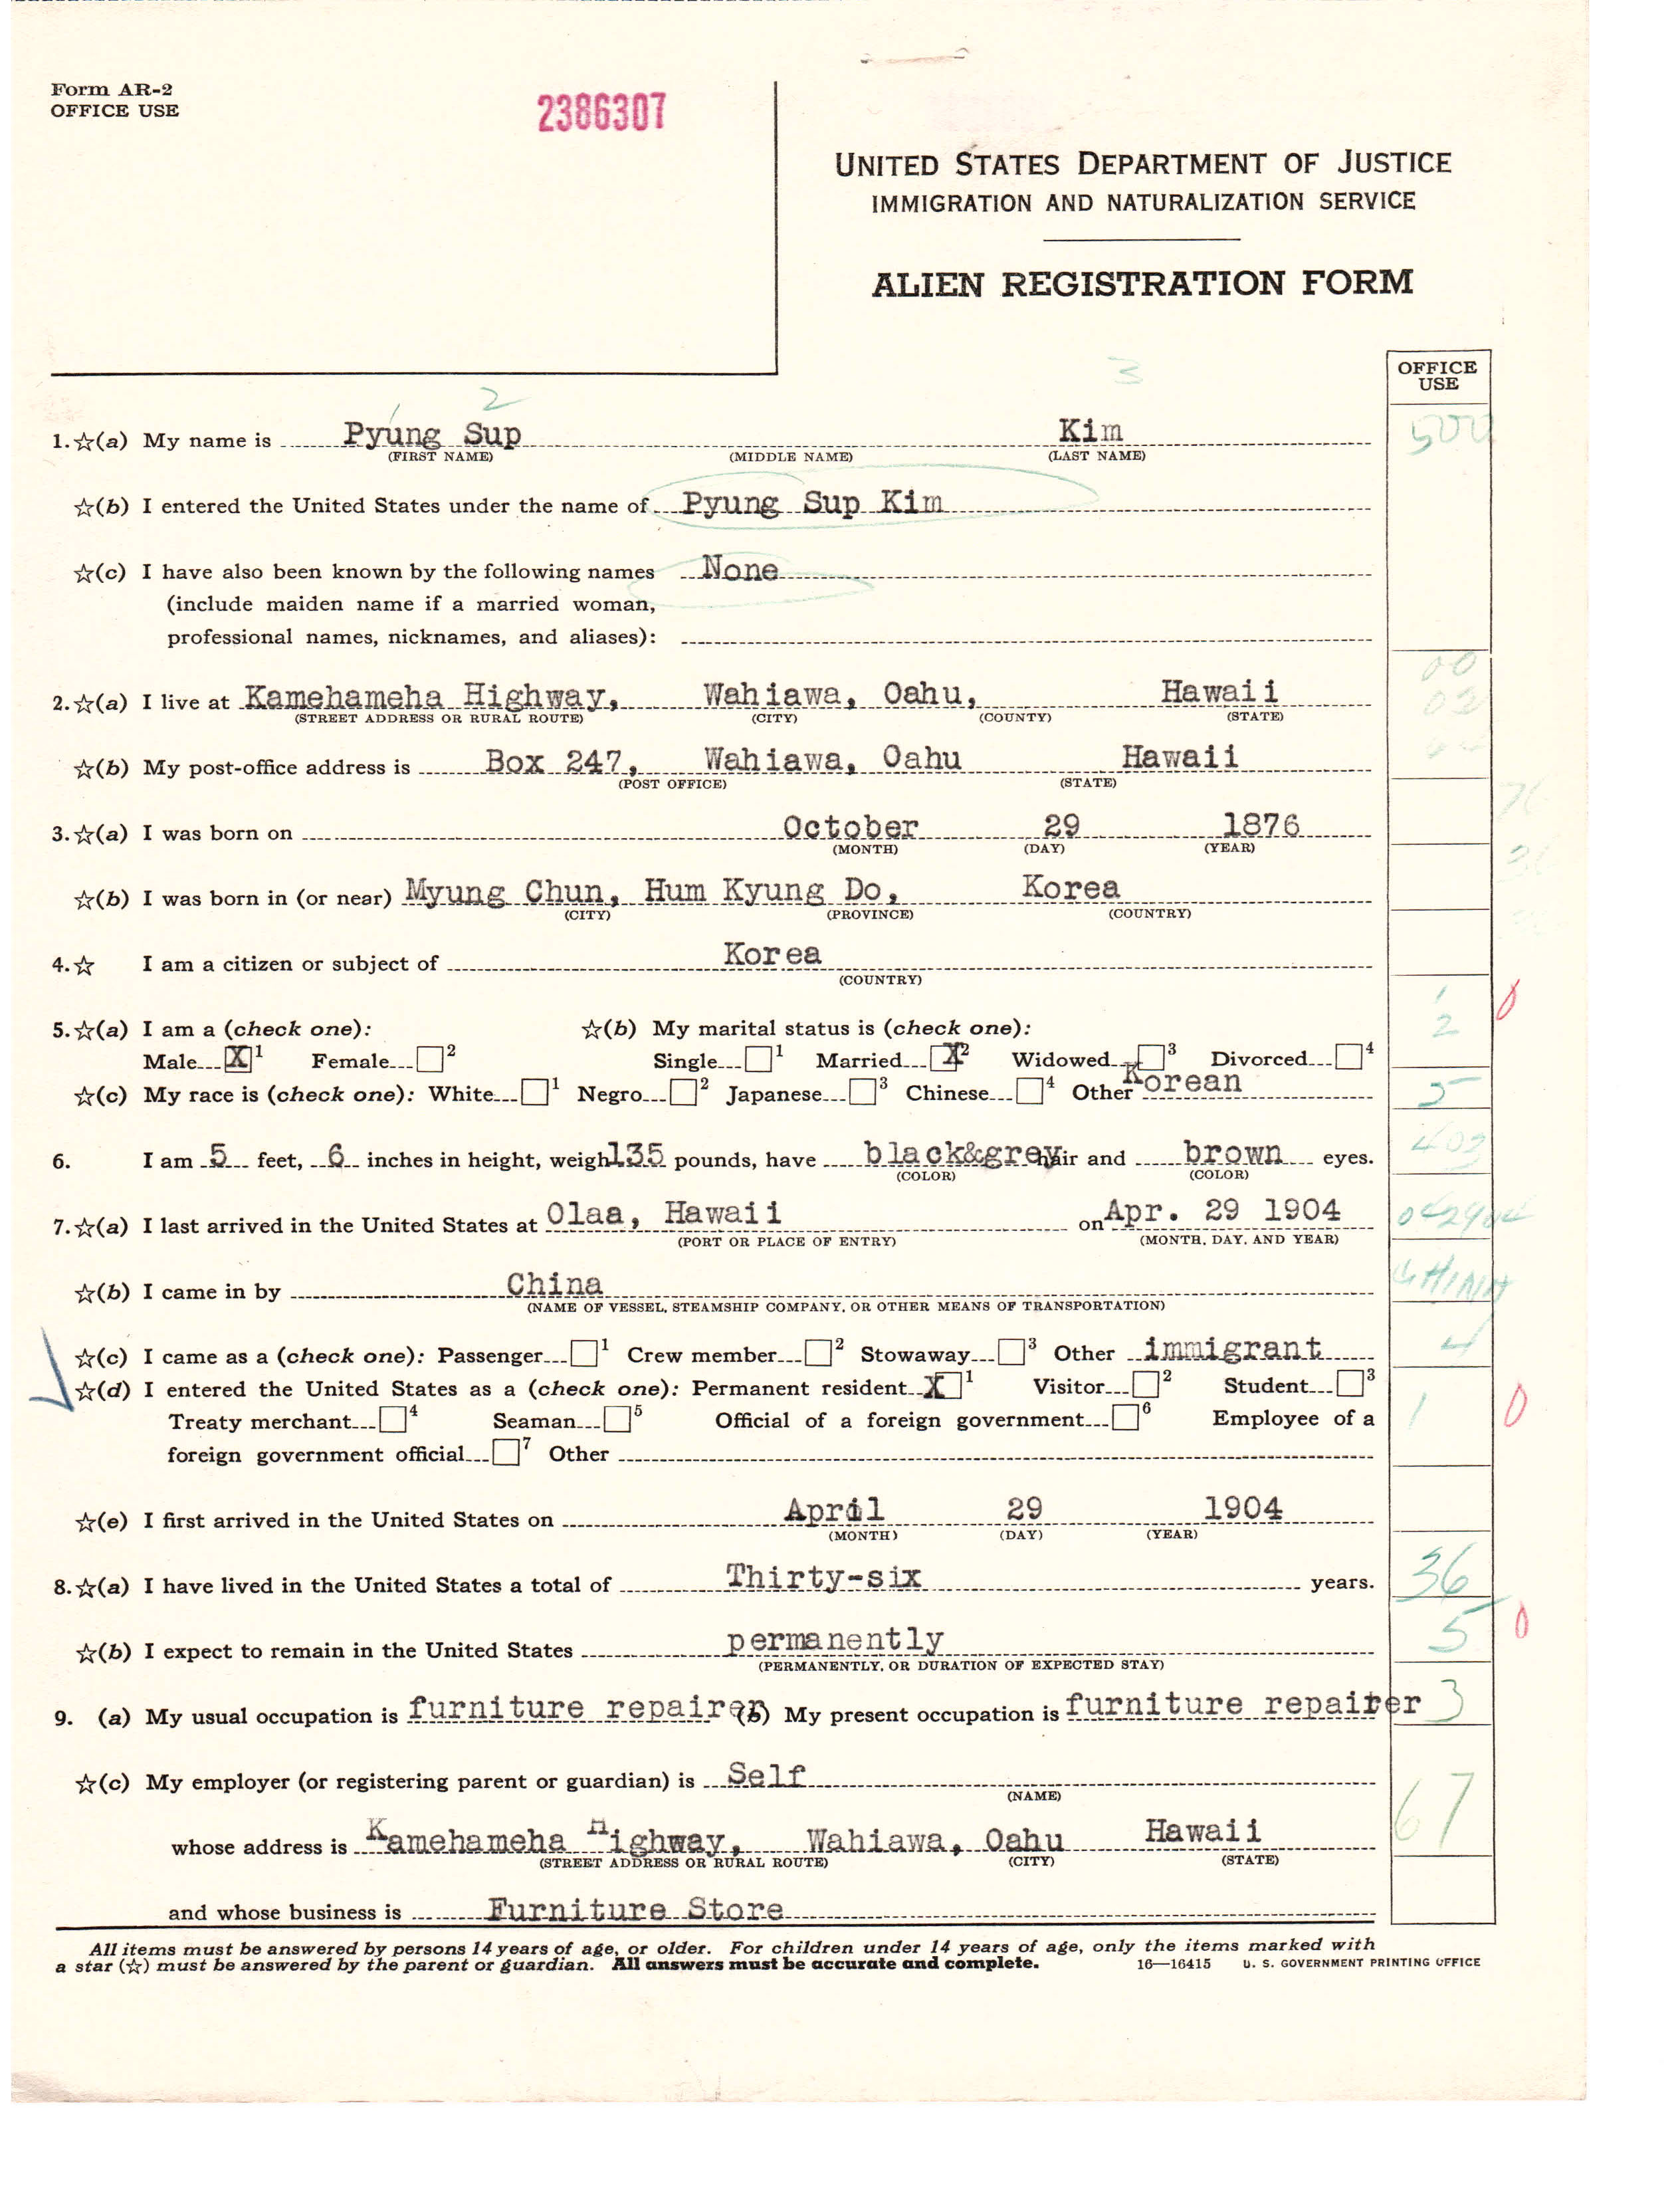 Form AR-2
OFFICE USE
2386307
UNITED STATES DEPARTMENT OF JUSTICE
IMMIGRATION AND NATURALIZATION SERVICE
ALIEN REGISTRATION FORM
OFFICE
USE
3
2
1.☆(a) My name is Pyung Sup Kim
(FIRST NAME) (MIDDLE NAME) (LAST NAME)
500
☆(b) I entered the United States under the name of Pyung Sup Kim
☆(c) I have also been known by the following names None
(include maiden name if a married woman,
professional names, nicknames, and aliases):
00
2.☆(a) I live at Kamehameha Highway, Wahiawa, Oahu, Hawaii
(STREET ADDRESS OR RURAL ROUTE) (CITY) (COUNTY) (STATE)
02
☆(b) My post-office address is Box 247, Wahiawa, Oahu Hawaii
(POST OFFICE) (STATE)
3.☆(a) I was born on October 29 1876
(MONTH) (DAY) (YEAR)
☆(b) I was born in (or near) Myung Chun, Hum Kyung Do, Korea
(CITY) (PROVINCE) (COUNTRY)
4.☆ I am a citizen or subject of Korea
(COUNTRY)
5.☆(a) I am a (check one): ☆(b) My marital status is (check one):
1
2 0
Male X 1 Female 2 Single 1 Married X 2 Widowed 3 Divorced 4
☆(c) My race is (check one): White 1 Negro 2 Japanese 3 Chinese 4 Other Korean
5
6. I am 5 feet, 6 inches in height, weigh 135 pounds, have black&grey hair and brown eyes.
(COLOR) (COLOR)
403
7.☆(a) I last arrived in the United States at Olaa, Hawaii on Apr. 29 1904
(PORT OR PLACE OF ENTRY) (MONTH, DAY, AND YEAR)
042904
☆(b) I came in by China
(NAME OF VESSEL, STEAMSHIP COMPANY, OR OTHER MEANS OF TRANSPORTATION)
CHINA
☆(c) I came as a (check one): Passenger 1 Crew member 2 Stowaway 3 Other immigrant
4
☆(d) I entered the United States as a (check one): Permanent resident X 1 Visitor 2 Student 3
Treaty merchant 4 Seaman 5 Official of a foreign government 6 Employee of a
1 0
foreign government official 7 Other
☆(e) I first arrived in the United States on April 29 1904
(MONTH) (DAY) (YEAR)
8.☆(a) I have lived in the United States a total of Thirty-six years.
36
☆(b) I expect to remain in the United States permanently
(PERMANENTLY, OR DURATION OF EXPECTED STAY)
5 0
9. (a) My usual occupation is furniture repairer (b) My present occupation is furniture repairer
3
☆(c) My employer (or registering parent or guardian) is Self
(NAME)
67
whose address is Kamehameha Highway, Wahiawa, Oahu Hawaii
(STREET ADDRESS OR RURAL ROUTE) (CITY) (STATE)
and whose business is Furniture Store
All items must be answered by persons 14 years of age, or older. For children under 14 years of age, only the items marked with
a star (☆) must be answered by the parent or guardian. All answers must be accurate and complete. 16—16415 U. S. GOVERNMENT PRINTING OFFICE